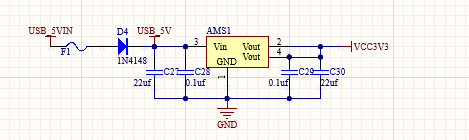 USB_5VIN
F1
D4
1N4148
USB_5V
AMS1
3
Vin
Vout
Vout
GND
2
4
1
VCC3V3
C27
22uf
C28
0.1uf
C29
0.1uf
C30
22uf
GND